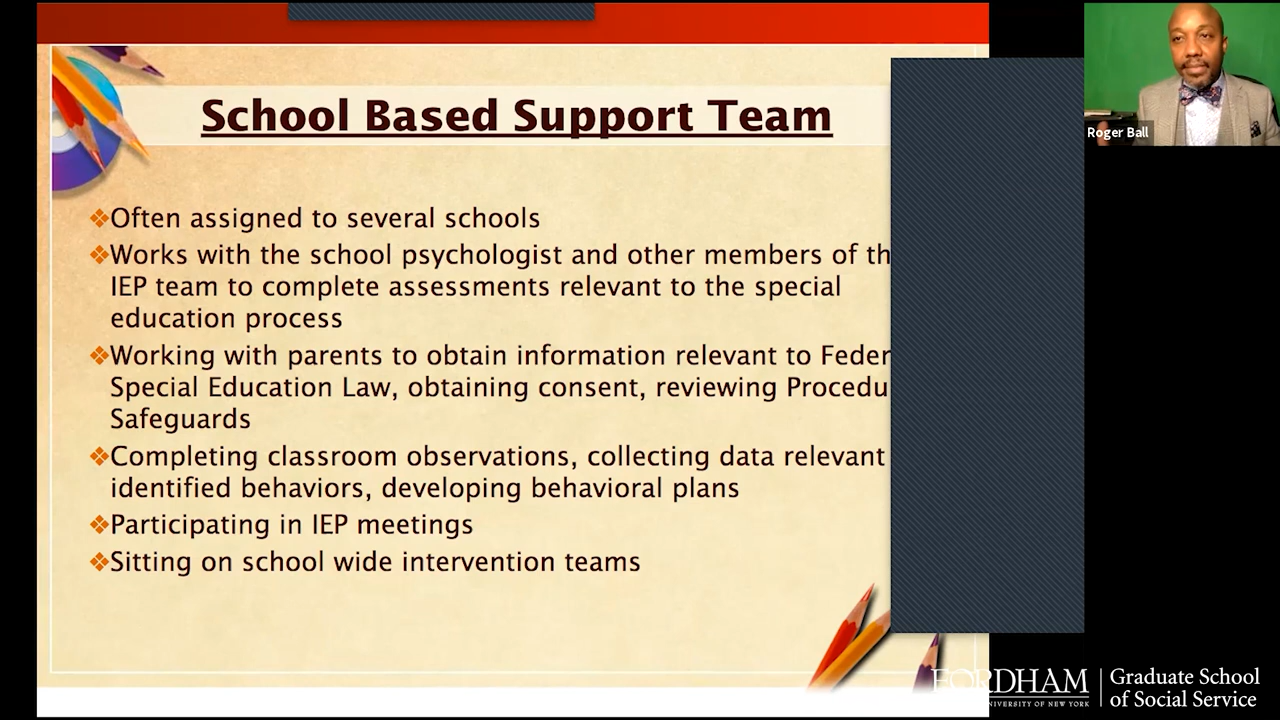 School Based Support Team
Roger Ball
❖Often assigned to several schools
❖Works with the school psychologist and other members of th
IEP team to complete assessments relevant to the special
education process
❖Working with parents to obtain information relevant to Feder
Special Education Law, obtaining consent, reviewing Procedu
Safeguards
❖Completing classroom observations, collecting data relevant
identified behaviors, developing behavioral plans
❖Participating in IEP meetings
❖Sitting on school wide intervention teams
FORDHAM
UNIVERSITY OF NEW YORK
Graduate School
of Social Service